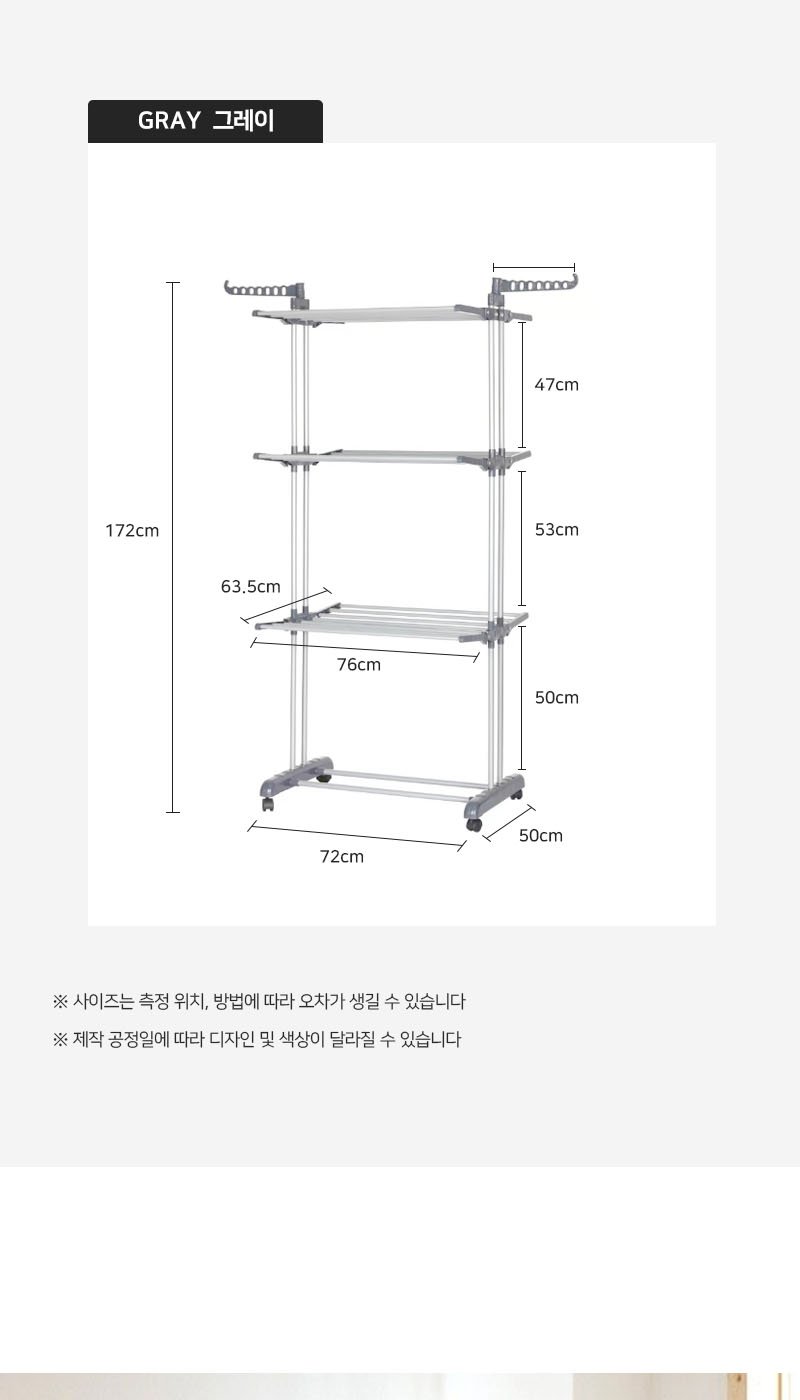 GRAY 그레이
47cm
172cm
53cm
63.5cm
76cm
50cm
50cm
72cm
※ 사이즈는 측정 위치, 방법에 따라 오차가 생길 수 있습니다
※ 제작 공정일에 따라 디자인 및 색상이 달라질 수 있습니다